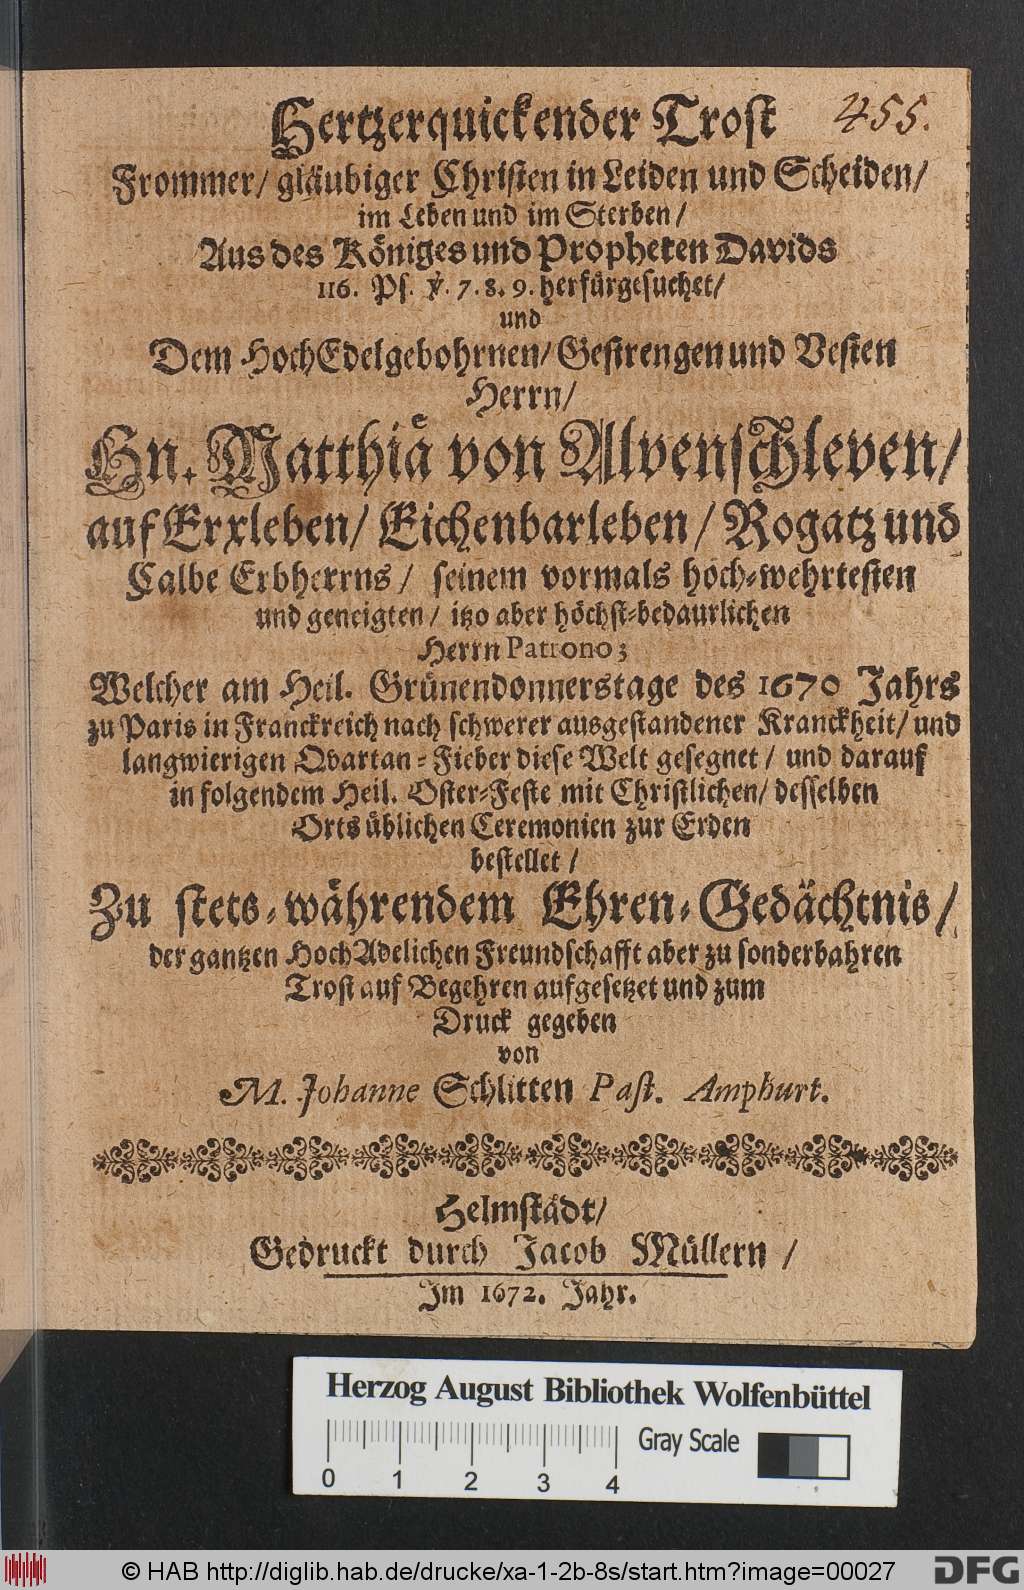 Hertzerquickender Trost
455.
Frommer/ gläubiger Christen in Leiden und Scheiden/
im Leben und im Sterben/
Aus des Königes und Propheten Davids
116. Ps. ℣. 7. 8. 9. herfürgesuchet/
und
Dem HochEdelgebohrnen/ Gestrengen und Vesten
Herrn/
Hn. Matthiä von Alvenschleven/
auf Erxleben/ Eichenbarleben/ Rogatz und
Calbe Erbherrns/ seinem vormals hoch-wehrtesten
und geneigten/ itzo aber höchst-bedaurlichen
Herrn Patrono;
Welcher am Heil. Grünendonnerstage des 1670 Jahrs
zu Paris in Franckreich nach schwerer ausgestandener Kranckheit/ und
langwierigen Qvartan-Fieber diese Welt gesegnet/ und darauf
in folgendem Heil. Oster-Feste mit Christlichen/ desselben
Orts üblichen Ceremonien zur Erden
bestellet/
Zu stets-währendem Ehren-Gedächtnis/
der gantzen HochAdelichen Freundschafft aber zu sonderbahren
Trost auf Begehren aufgesetzet und zum
Druck gegeben
von
M. Johanne Schlitten Past. Amphurt.
Helmstädt/
Gedruckt durch Jacob Müllern/
Im 1672. Jahr.
Herzog August Bibliothek Wolfenbüttel
Gray Scale
0 1 2 3 4
© HAB http://diglib.hab.de/drucke/xa-1-2b-8s/start.htm?image=00027
DFG